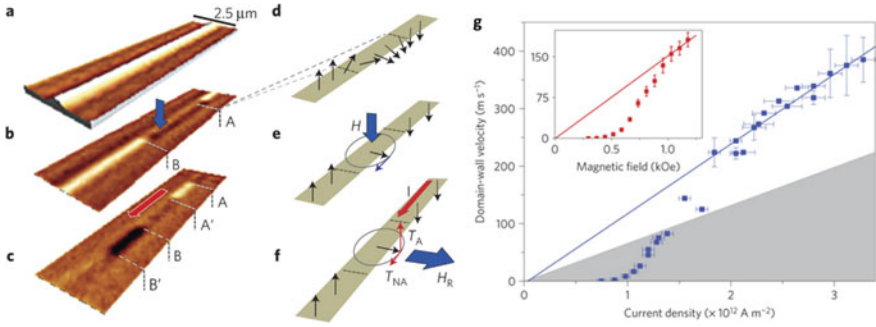 a
2.5 µm
b
A
B
c
A
A′
B
B′
d
e
H
f
I
T_A
T_NA
H_R
g
Domain-wall velocity (m s⁻¹)
400
300
200
100
0
0
1
2
3
Current density (× 10¹² A m⁻²)
150
75
0
0.0
0.5
1.0
Magnetic field (kOe)